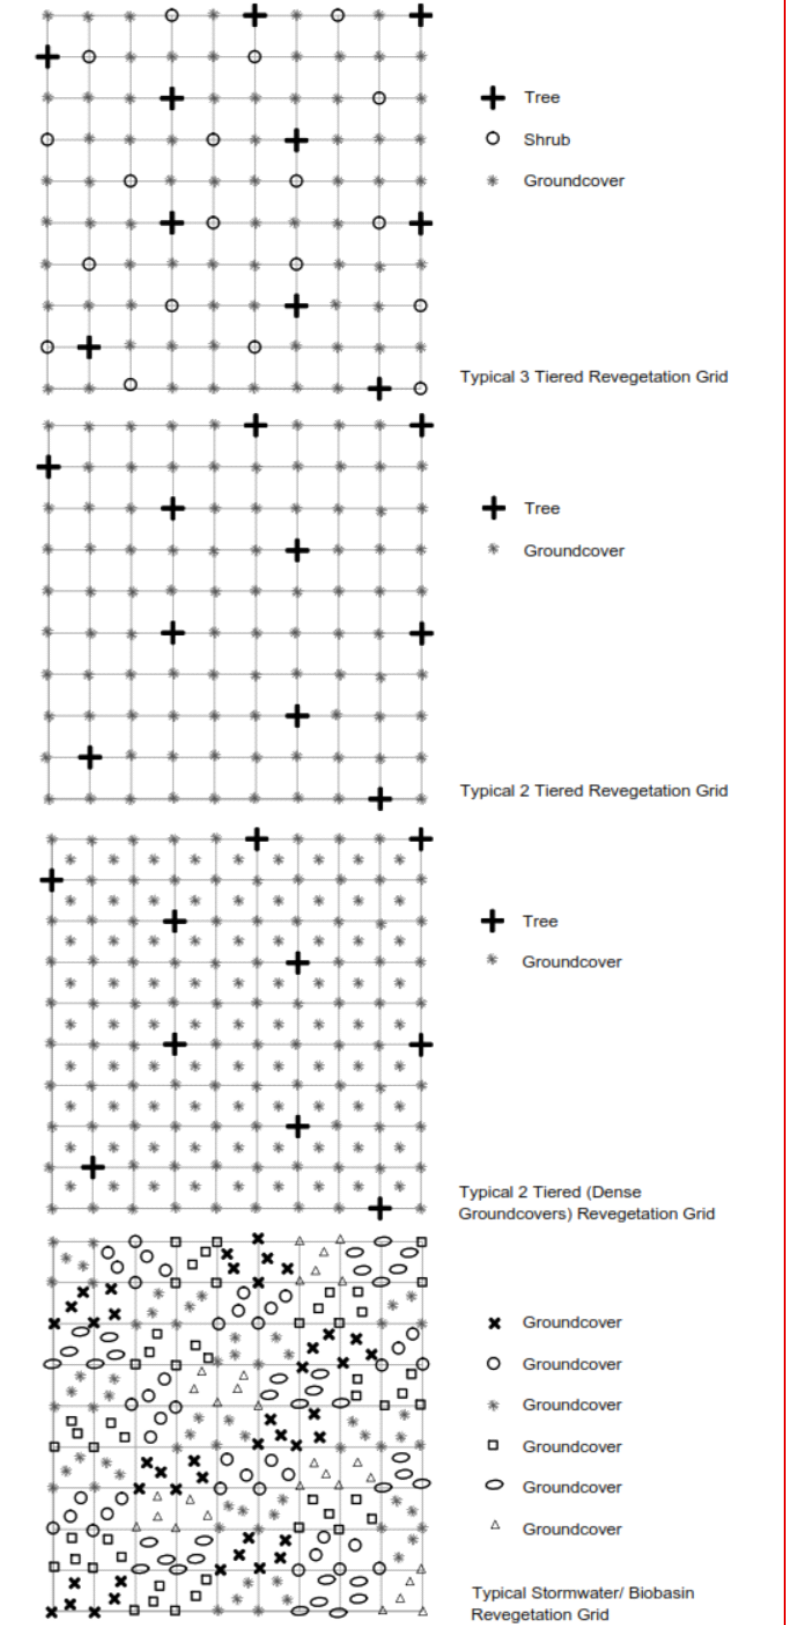 Tree
Shrub
Groundcover
Typical 3 Tiered Revegetation Grid
Tree
Groundcover
Typical 2 Tiered Revegetation Grid
Tree
Groundcover
Typical 2 Tiered (Dense
Groundcovers) Revegetation Grid
Groundcover
Groundcover
Groundcover
Groundcover
Groundcover
Groundcover
Typical Stormwater/ Biobasin
Revegetation Grid